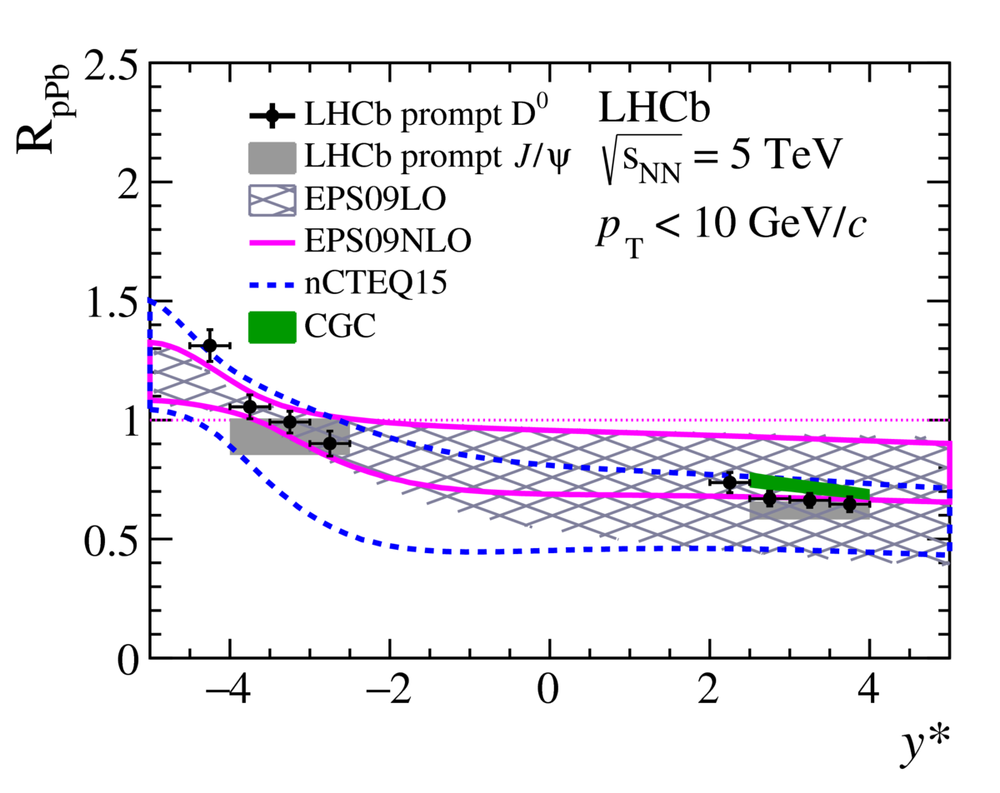 R_pPb
2.5
2
1.5
1
0.5
0
LHCb prompt D^0
LHCb prompt J/ψ
EPS09LO
EPS09NLO
nCTEQ15
CGC
LHCb
√s_NN = 5 TeV
p_T < 10 GeV/c
−4
−2
0
2
4
y*